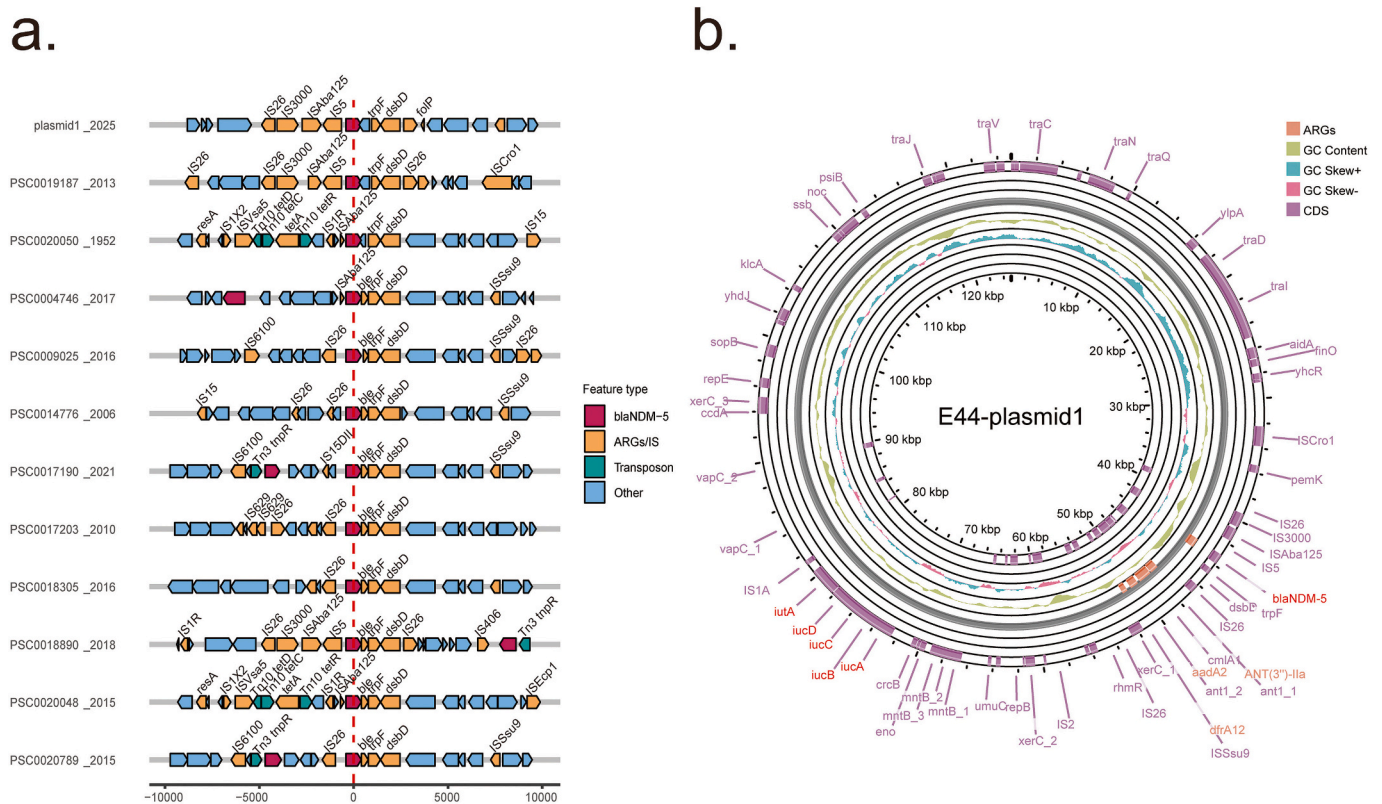 a.
IS26 IS3000 ISAba125 IS5 trpF dsbD folP
plasmid1 _2025
IS26 IS26 IS3000 ISAba125 IS5 trpF dsbD IS26 ISCro1
PSC0019187 _2013
resA IS1X2 ISVsa5 Tn10 tetD Tn10 tetC tetA Tn10 tetR IS1R ISAba125 trpF dsbD IS15
PSC0020050 _1952
ISAba125 ble trpF dsbD ISSsu9
PSC0004746 _2017
IS6100 IS26 ble trpF dsbD ISSsu9 IS26
PSC0009025 _2016
IS15 IS26 IS26 ble trpF dsbD ISSsu9
PSC0014776 _2006
IS6100 Tn3 tnpR IS15DII ble trpF dsbD ISSsu9
PSC0017190 _2021
IS629 IS629 IS26 IS26 ble trpF dsbD
PSC0017203 _2010
IS26 ble trpF dsbD
PSC0018305 _2016
IS1R IS26 IS3000 ISAba125 IS5 ble trpF dsbD IS26 IS406 Tn3 tnpR
PSC0018890 _2018
resA IS1X2 ISVsa5 Tn10 tetD Tn10 tetC tetA Tn10 tetR IS1R ISAba125 ble trpF dsbD ISEcp1
PSC0020048 _2015
IS6100 Tn3 tnpR IS26 ble trpF dsbD ISSsu9
PSC0020789 _2015
−10000 −5000 0 5000 10000
Feature type
blaNDM−5
ARGs/IS
Transposon
Other
b.
ARGs
GC Content
GC Skew+
GC Skew-
CDS
E44-plasmid1
10 kbp
20 kbp
30 kbp
40 kbp
50 kbp
60 kbp
70 kbp
80 kbp
90 kbp
100 kbp
110 kbp
120 kbp
traV
traC
traN
traQ
ylpA
traD
traI
aidA
finO
yhcR
ISCro1
pemK
IS26
IS3000
ISAba125
IS5
blaNDM-5
trpF
dsbD
IS26
ANT(3")-IIa
ant1_1
cmlA1
ant1_2
aadA2
dfrA12
ISSsu9
xerC_1
IS26
rhmR
IS2
xerC_2
repB
umuC
mntB_1
mntB_2
mntB_3
eno
crcB
iucA
iucB
iucC
iucD
iutA
IS1A
vapC_1
vapC_2
ccdA
xerC_3
repE
sopB
yhdJ
klcA
ssb
noc
psiB
traJ